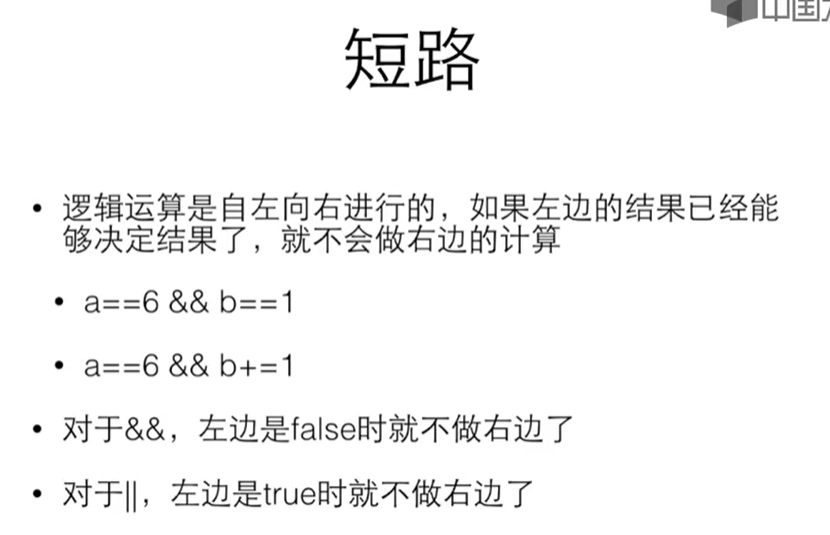 中国
短路
• 逻辑运算是自左向右进行的，如果左边的结果已经能
够决定结果了，就不会做右边的计算
• a==6 && b==1
• a==6 && b+=1
• 对于&&，左边是false时就不做右边了
• 对于||，左边是true时就不做右边了